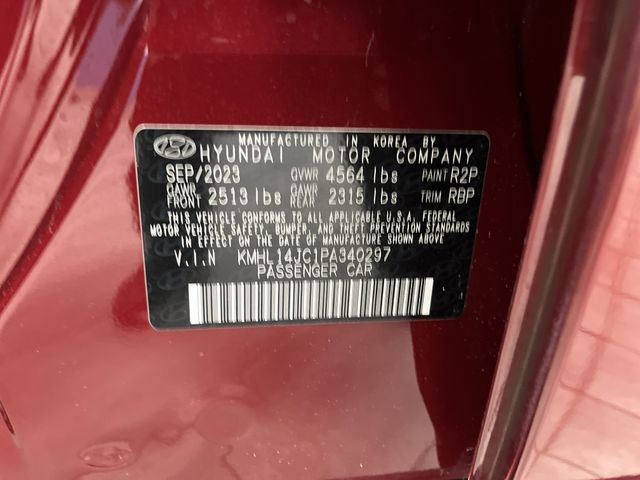 MANUFACTURED IN KOREA BY
HYUNDAI MOTOR COMPANY
SEP/2023 GVWR 4564 lbs PAINT R2P
GAWR FRONT 2513 lbs GAWR REAR 2315 lbs TRIM RBP
THIS VEHICLE CONFORMS TO ALL APPLICABLE U.S.A. FEDERAL
MOTOR VEHICLE SAFETY, BUMPER, AND THEFT PREVENTION
STANDARDS IN EFFECT ON THE DATE OF MANUFACTURE SHOWN ABOVE.
V.I.N KMHL14JC1PA340297
PASSENGER CAR